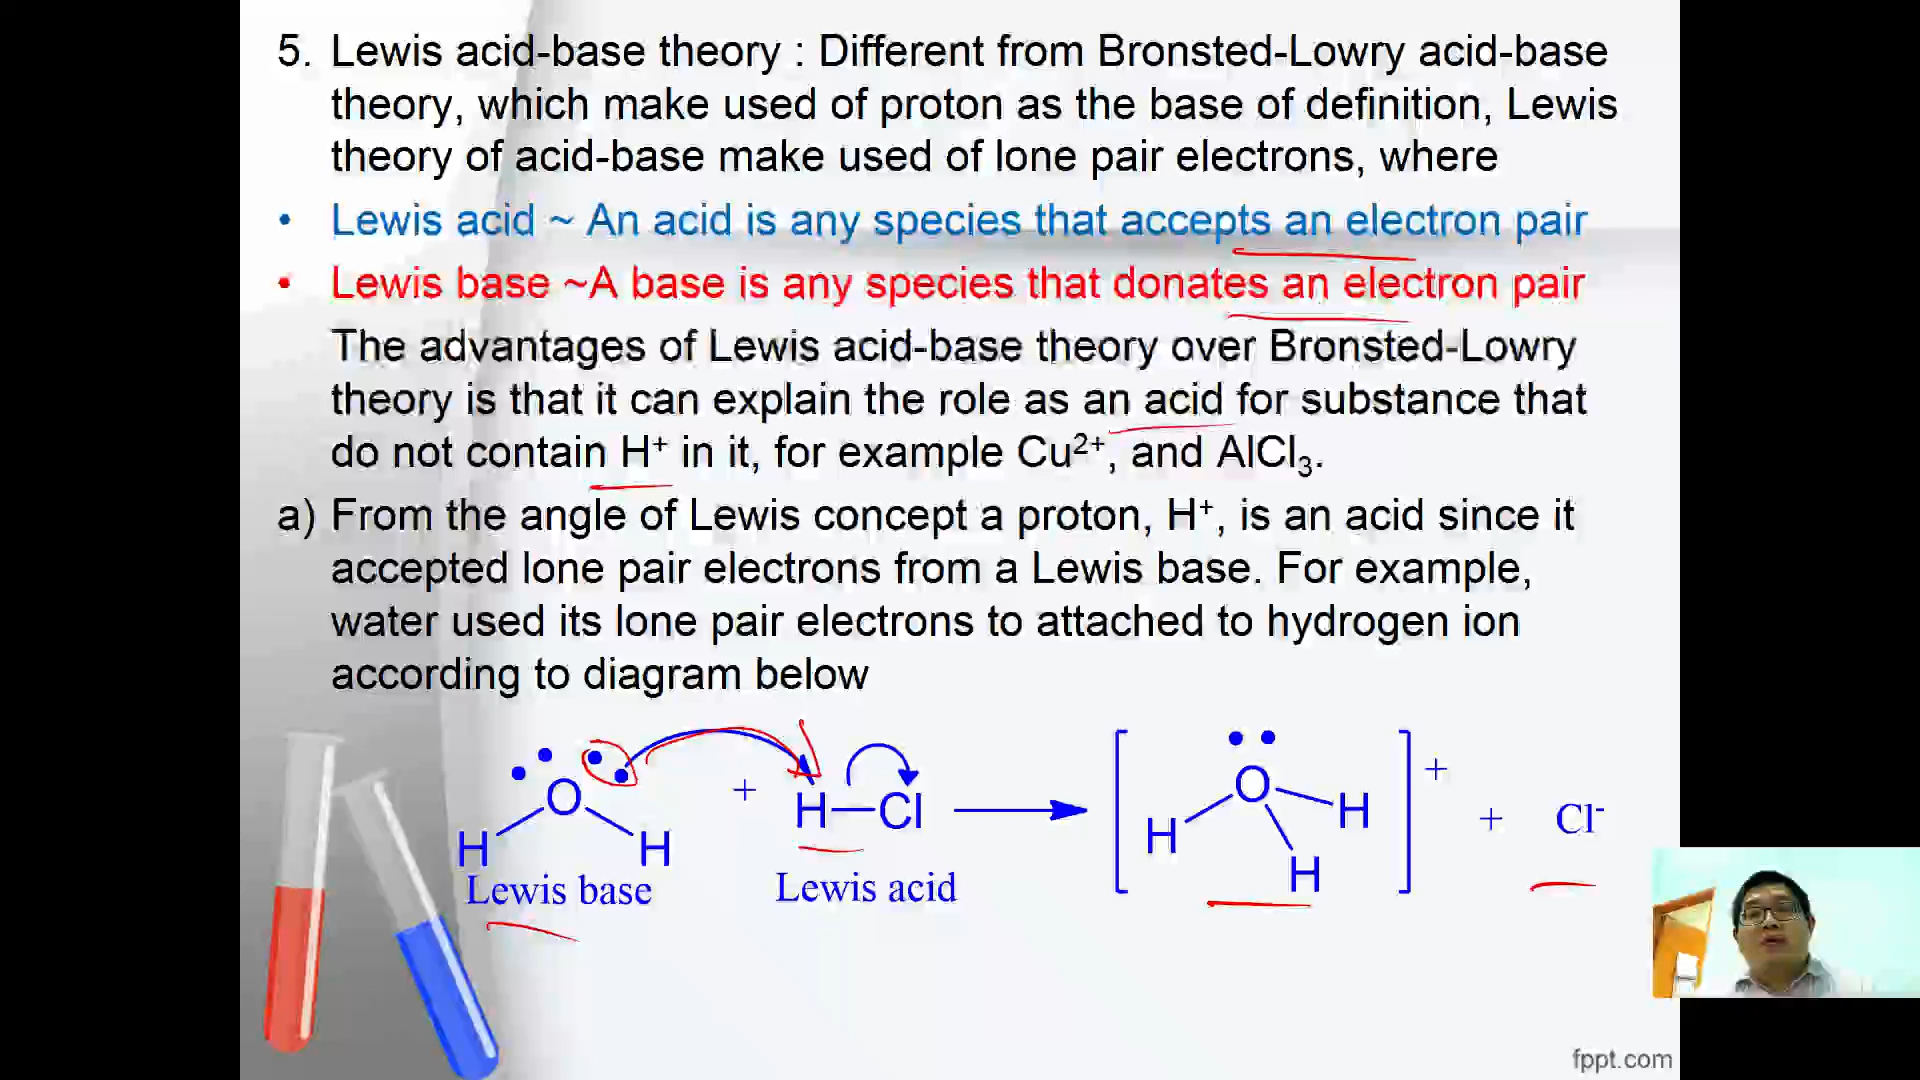 5. Lewis acid-base theory : Different from Bronsted-Lowry acid-base
theory, which make used of proton as the base of definition, Lewis
theory of acid-base make used of lone pair electrons, where
• Lewis acid ~ An acid is any species that accepts an electron pair
• Lewis base ~A base is any species that donates an electron pair
The advantages of Lewis acid-base theory over Bronsted-Lowry
theory is that it can explain the role as an acid for substance that
do not contain H⁺ in it, for example Cu²⁺, and AlCl₃.
a) From the angle of Lewis concept a proton, H⁺, is an acid since it
accepted lone pair electrons from a Lewis base. For example,
water used its lone pair electrons to attached to hydrogen ion
according to diagram below
O
H H
Lewis base
+
H—Cl
Lewis acid
O
H H
H
+
+ Cl⁻
fppt.com